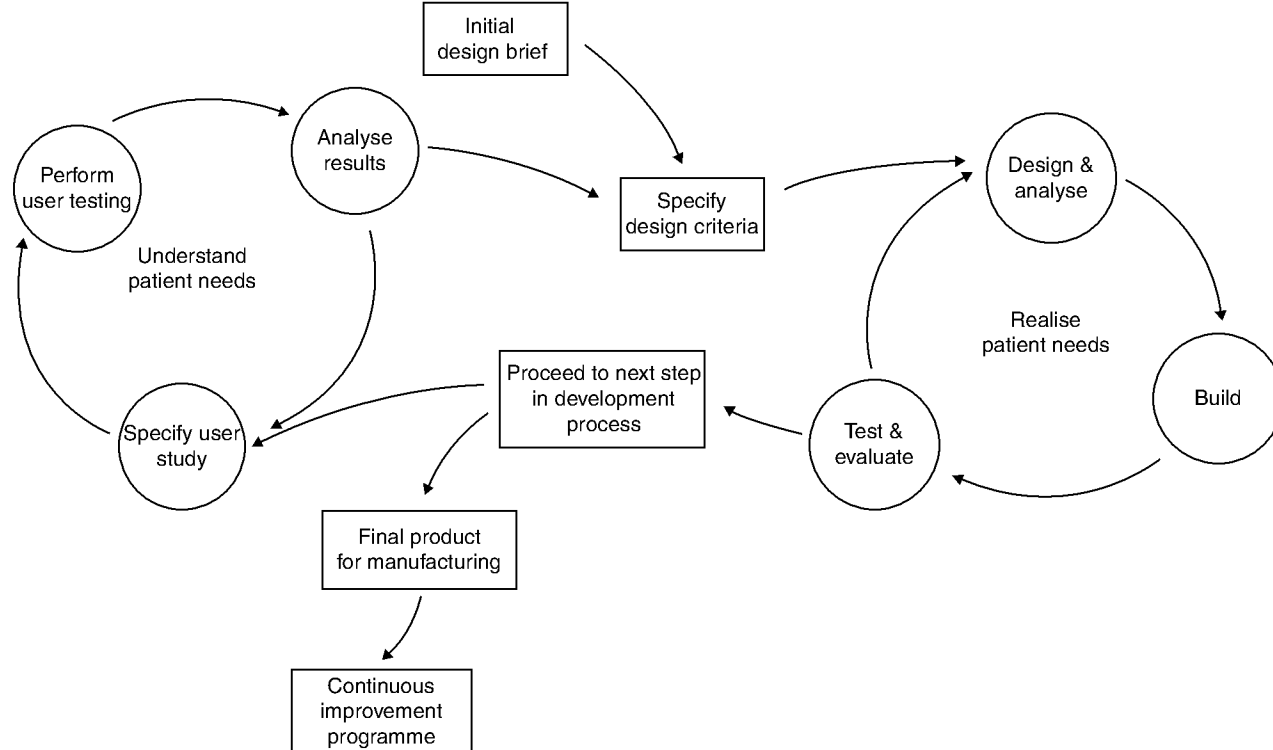 Initial
design brief
Analyse
results
Perform
user testing
Design &
analyse
Specify
design criteria
Understand
patient needs
Realise
patient needs
Proceed to next step
in development
process
Build
Specify user
study
Test &
evaluate
Final product
for manufacturing
Continuous
improvement
programme